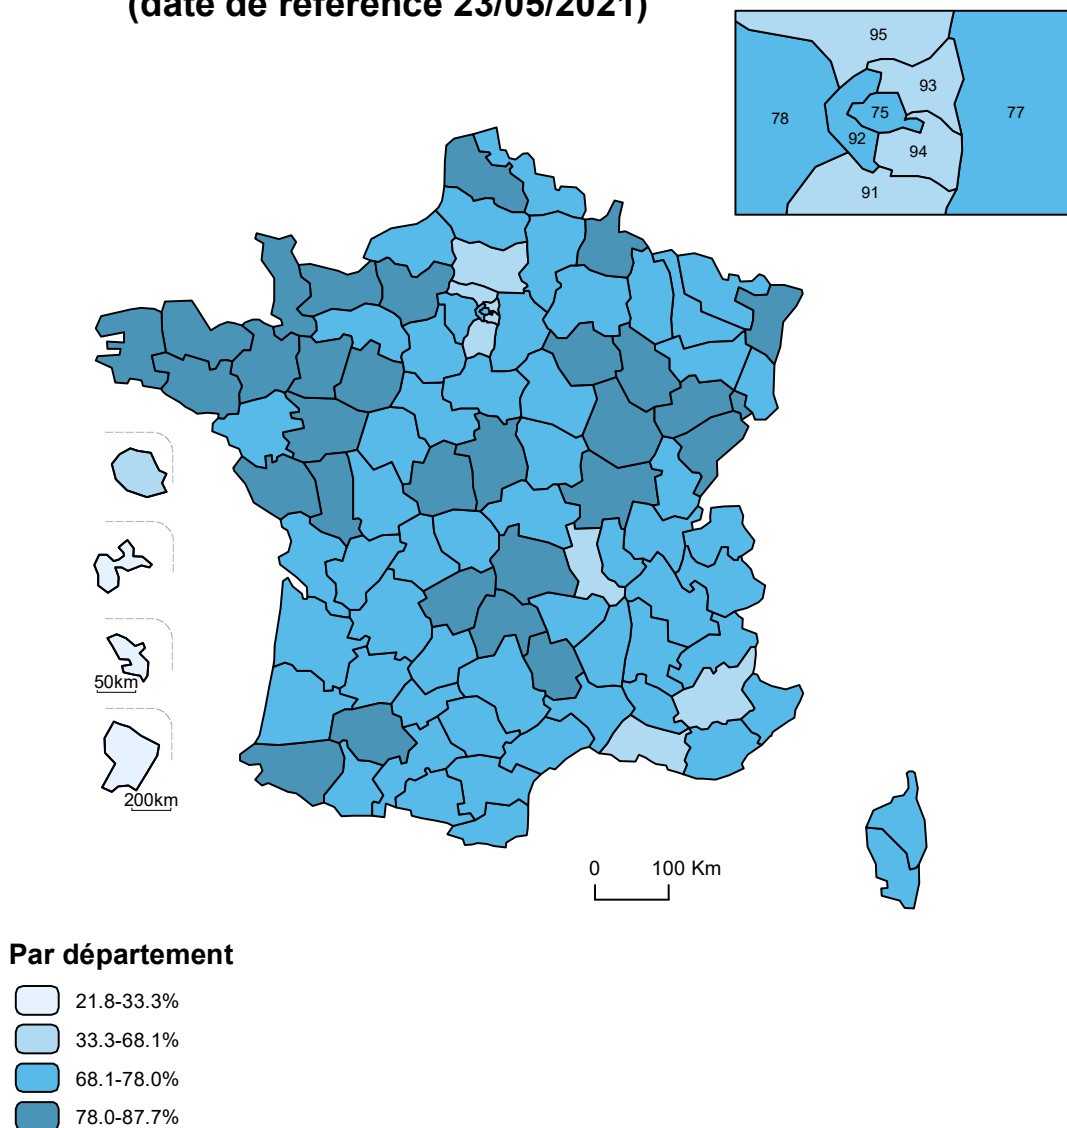 (date de référence 23/05/2021)
95
93
78
75
77
92
94
91
50km
200km
0 100 Km
Par département
21.8-33.3%
33.3-68.1%
68.1-78.0%
78.0-87.7%